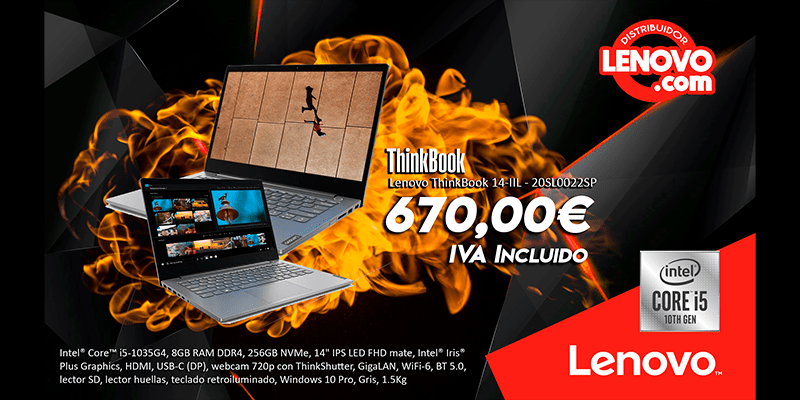 DISTRIBUIDOR
LENOVO
.com
ThinkBook
Lenovo ThinkBook 14-IIL - 20SL0022SP
670,00€
IVA Incluido
intel
CORE i5
10TH GEN
Lenovo™
Intel® Core™ i5-1035G4, 8GB RAM DDR4, 256GB NVMe, 14" IPS LED FHD mate, Intel® Iris®
Plus Graphics, HDMI, USB-C (DP), webcam 720p con ThinkShutter, GigaLAN, WiFi-6, BT 5.0,
lector SD, lector huellas, teclado retroiluminado, Windows 10 Pro, Gris, 1.5Kg